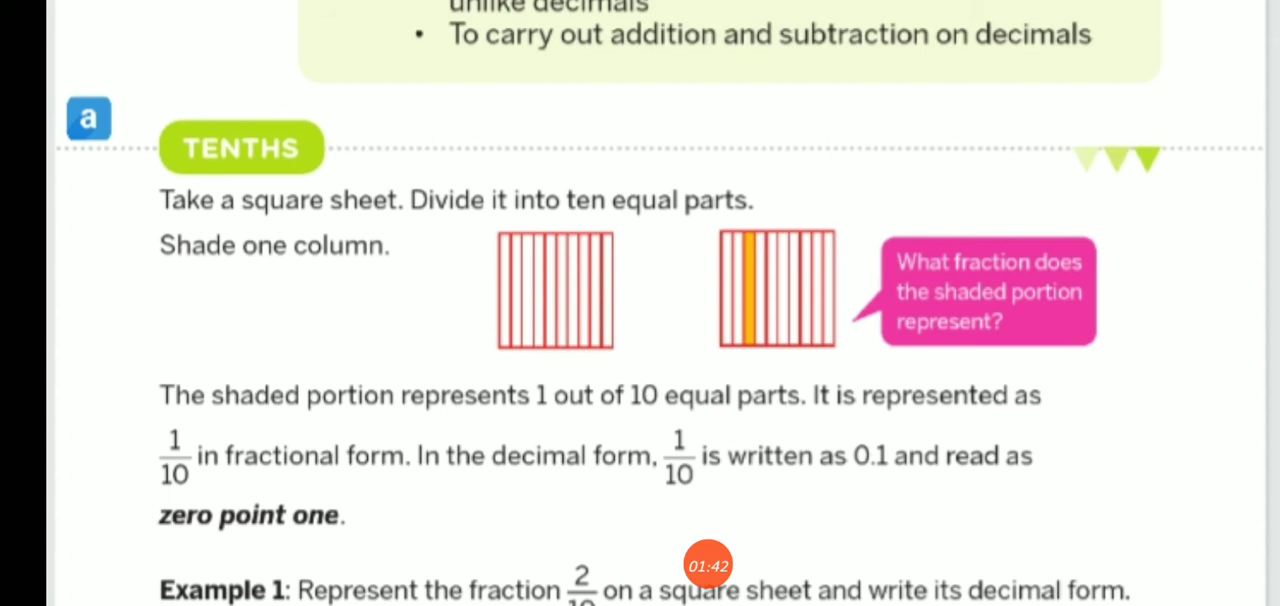 unlike decimals
• To carry out addition and subtraction on decimals
a
TENTHS
Take a square sheet. Divide it into ten equal parts.
Shade one column.
What fraction does
the shaded portion
represent?
The shaded portion represents 1 out of 10 equal parts. It is represented as
1/10 in fractional form. In the decimal form, 1/10 is written as 0.1 and read as
zero point one.
01:42
Example 1: Represent the fraction 2/10 on a square sheet and write its decimal form.